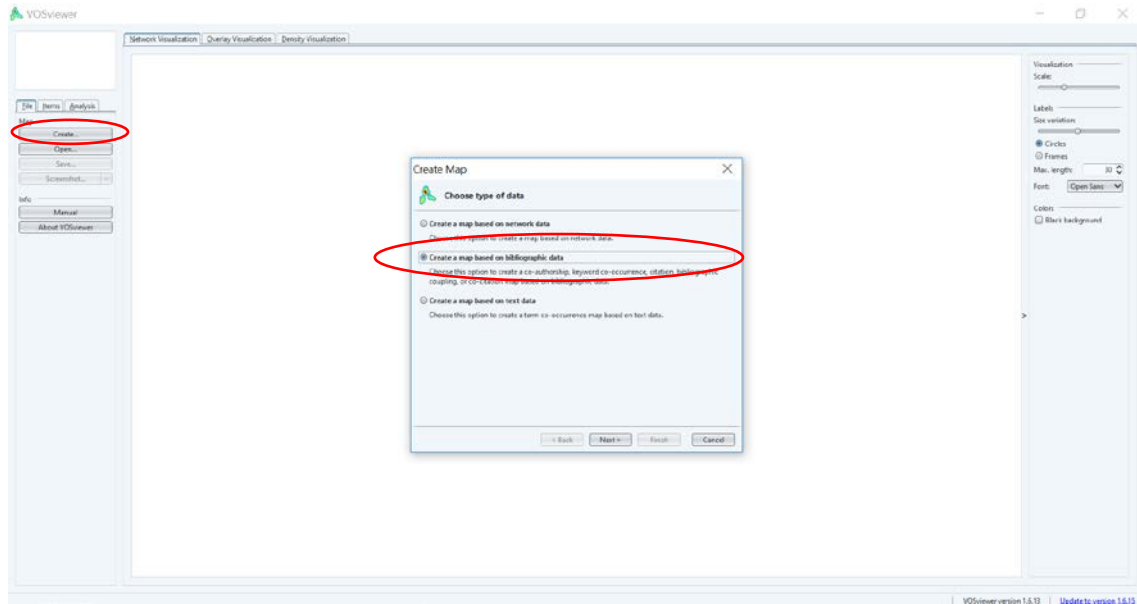 VOSviewer
Network Visualization Overlay Visualization Density Visualization
File Items Analysis
Map
Create...
Open...
Save...
Screenshot...
Info
Manual
About VOSviewer
Create Map
Choose type of data
Create a map based on network data
Choose this option to create a map based on network data.
Create a map based on bibliographic data
Choose this option to create a co-authorship, keyword co-occurrence, citation, bibliographic
coupling, or co-citation map based on bibliographic data.
Create a map based on text data
Choose this option to create a term co-occurrence map based on text data.
< Back Next > Finish Cancel
Visualization
Scale:
Labels
Size variation:
Circles
Frames
Max. length: 30
Font: Open Sans
Colors
Black background
>
VOSviewer version 1.6.13 Update to version 1.6.15